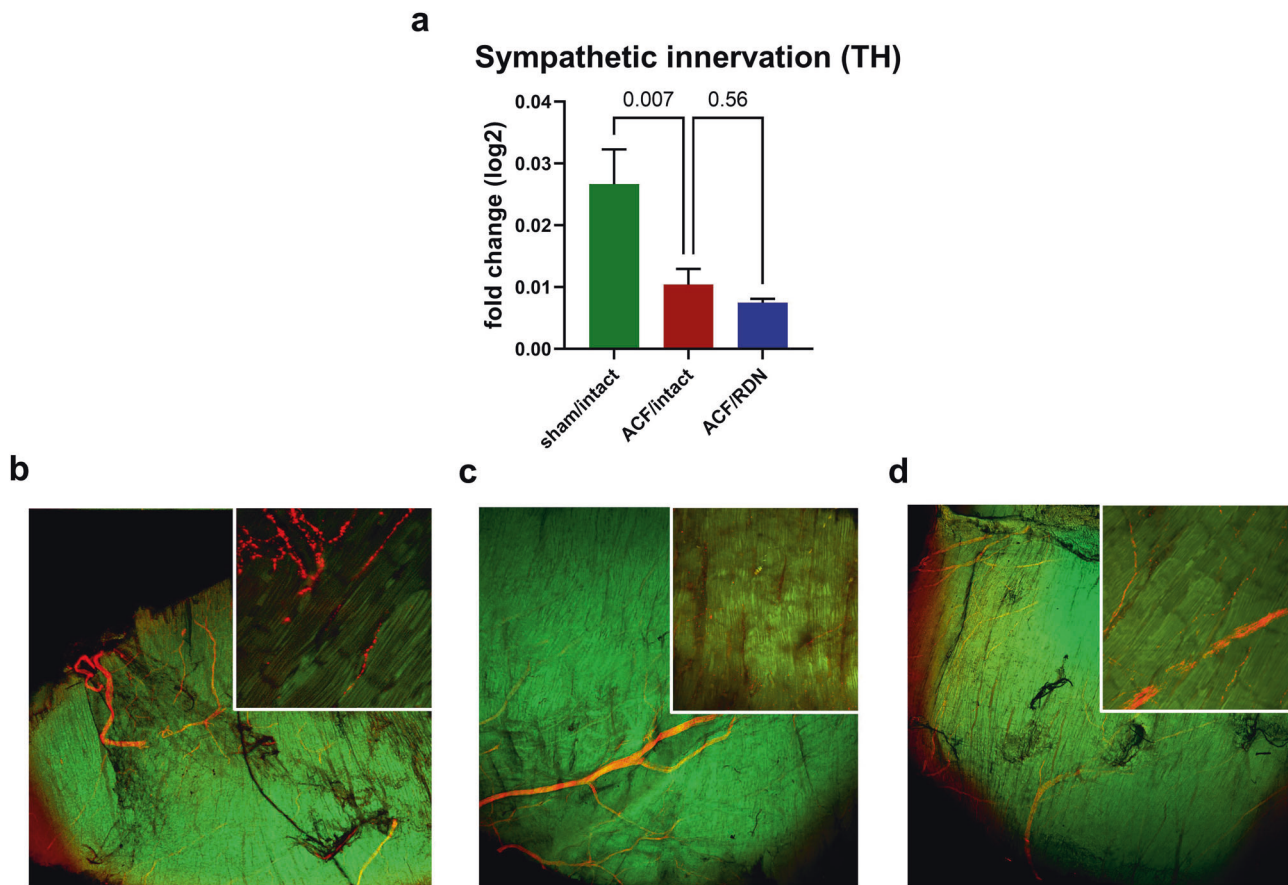 a
Sympathetic innervation (TH)
0.007 0.56
fold change (log2)
0.04
0.03
0.02
0.01
0.00
sham/intact
ACF/intact
ACF/RDN
b
c
d